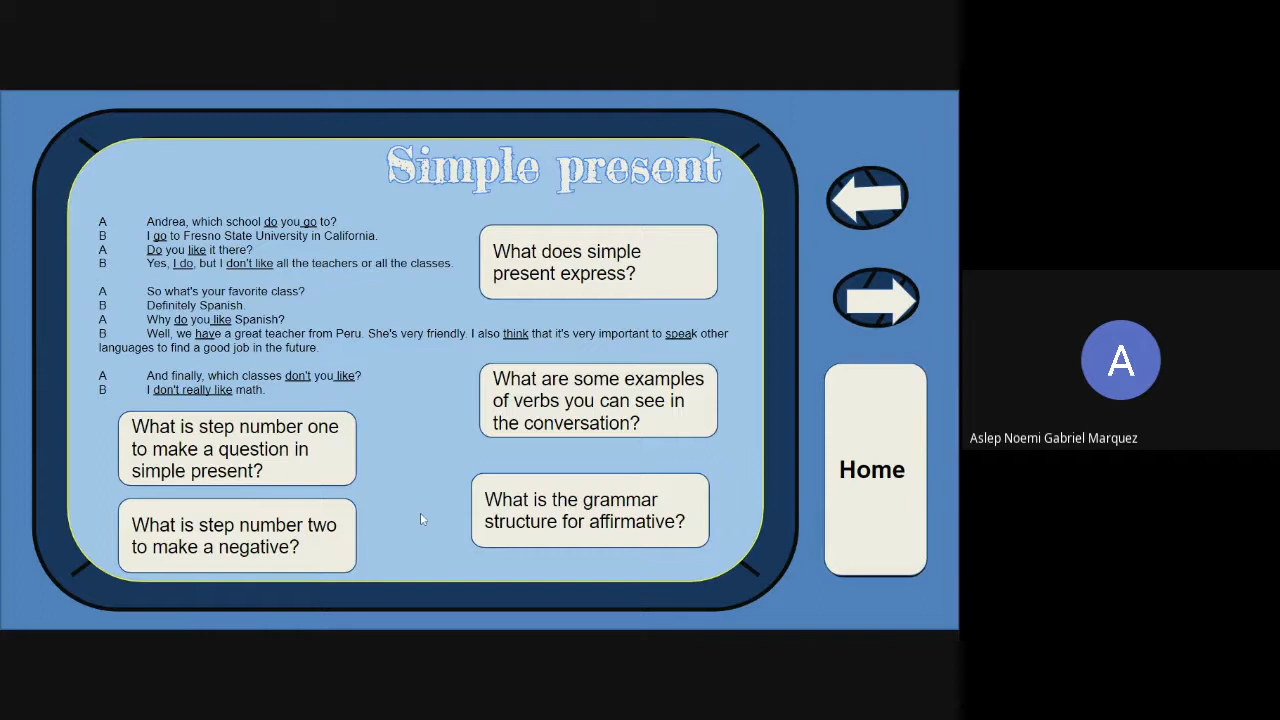 Simple present
A Andrea, which school do you go to?
B I go to Fresno State University in California.
A Do you like it there?
B Yes, I do, but I don't like all the teachers or all the classes.
A So what's your favorite class?
B Definitely Spanish.
A Why do you like Spanish?
B Well, we have a great teacher from Peru. She's very friendly. I also think that it's very important to speak other
languages to find a good job in the future.
A And finally, which classes don't you like?
B I don't really like math.
What does simple
present express?
What are some examples
of verbs you can see in
the conversation?
What is step number one
to make a question in
simple present?
What is the grammar
structure for affirmative?
What is step number two
to make a negative?
Home
A
Aslep Noemi Gabriel Marquez